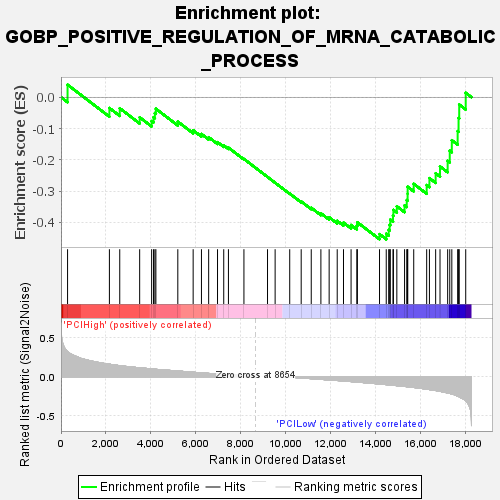 Enrichment plot:
GOBP_POSITIVE_REGULATION_OF_MRNA_CATABOLIC
_PROCESS
Enrichment score (ES)
0.0
-0.1
-0.2
-0.3
-0.4
Ranked list metric (Signal2Noise)
'PCIHigh' (positively correlated)
0.5
0.0
-0.5
Zero cross at 8654
'PCILow' (negatively correlated)
0 2,000 4,000 6,000 8,000 10,000 12,000 14,000 16,000 18,000
Rank in Ordered Dataset
Enrichment profile Hits Ranking metric scores